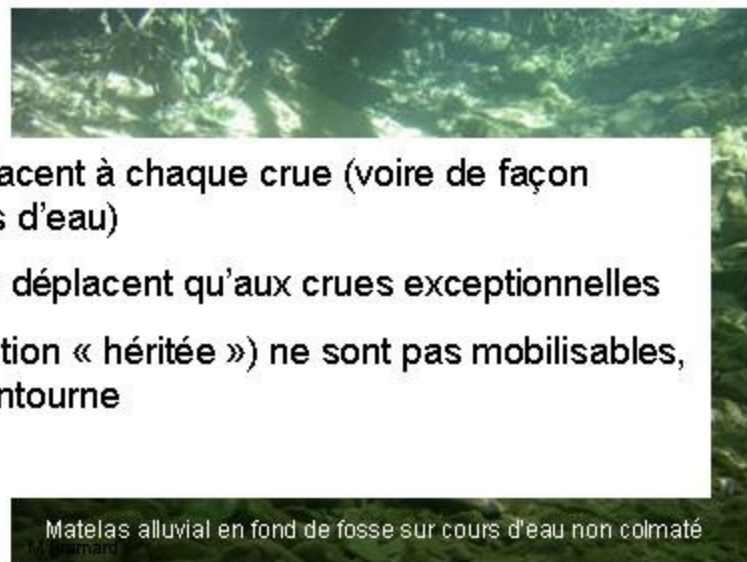 acent à chaque crue (voire de façon
s d'eau)
déplacent qu'aux crues exceptionnelles
tion « héritée ») ne sont pas mobilisables,
ntourne
Matelas alluvial en fond de fosse sur cours d'eau non colmaté
M Bramard